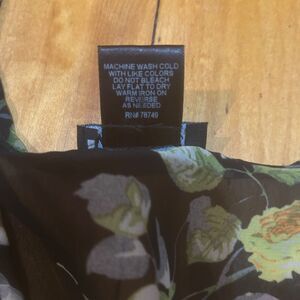 MACHINE WASH COLD
WITH LIKE COLORS
DO NOT BLEACH
LAY FLAT TO DRY
WARM IRON ON
REVERSE
AS NEEDED
RN# 78749